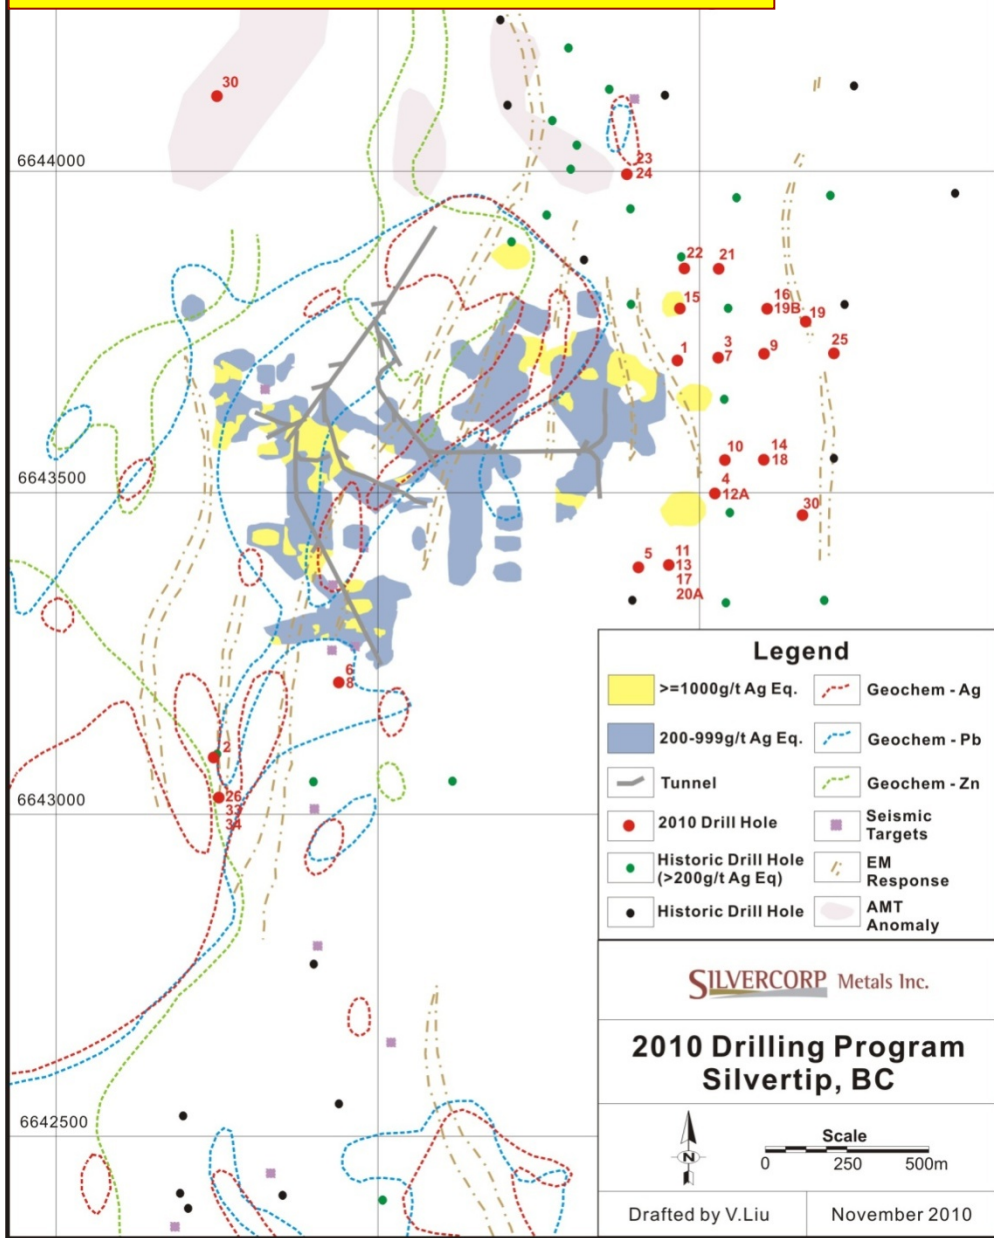 30
6644000
23
24
22
21
15
16
19B
19
1
3
7
9
25
10
14
18
4
12A
30
6643500
5
11
13
17
20A
6
8
2
26
33
34
6643000
6642500
Legend
>=1000g/t Ag Eq.
Geochem - Ag
200-999g/t Ag Eq.
Geochem - Pb
Tunnel
Geochem - Zn
2010 Drill Hole
Seismic
Targets
Historic Drill Hole
(>200g/t Ag Eq)
EM
Response
Historic Drill Hole
AMT
Anomaly
SILVERCORP Metals Inc.
2010 Drilling Program
Silvertip, BC
N
Scale
0 250 500m
Drafted by V.Liu
November 2010